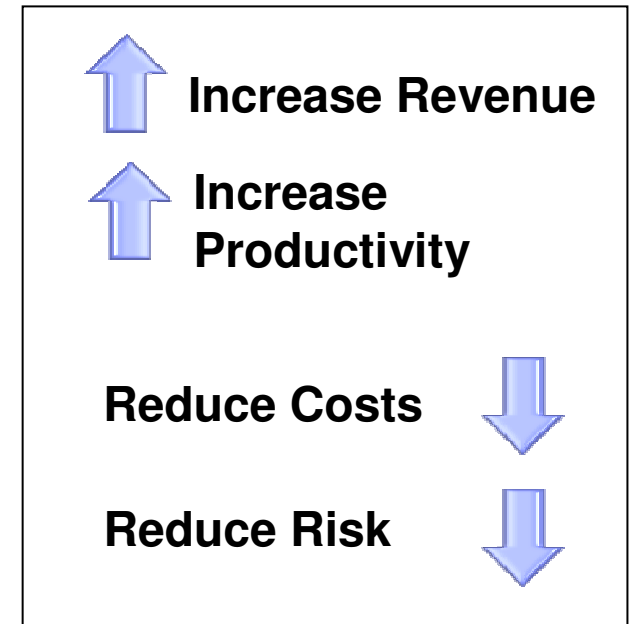 Increase Revenue
Increase
Productivity
Reduce Costs
Reduce Risk